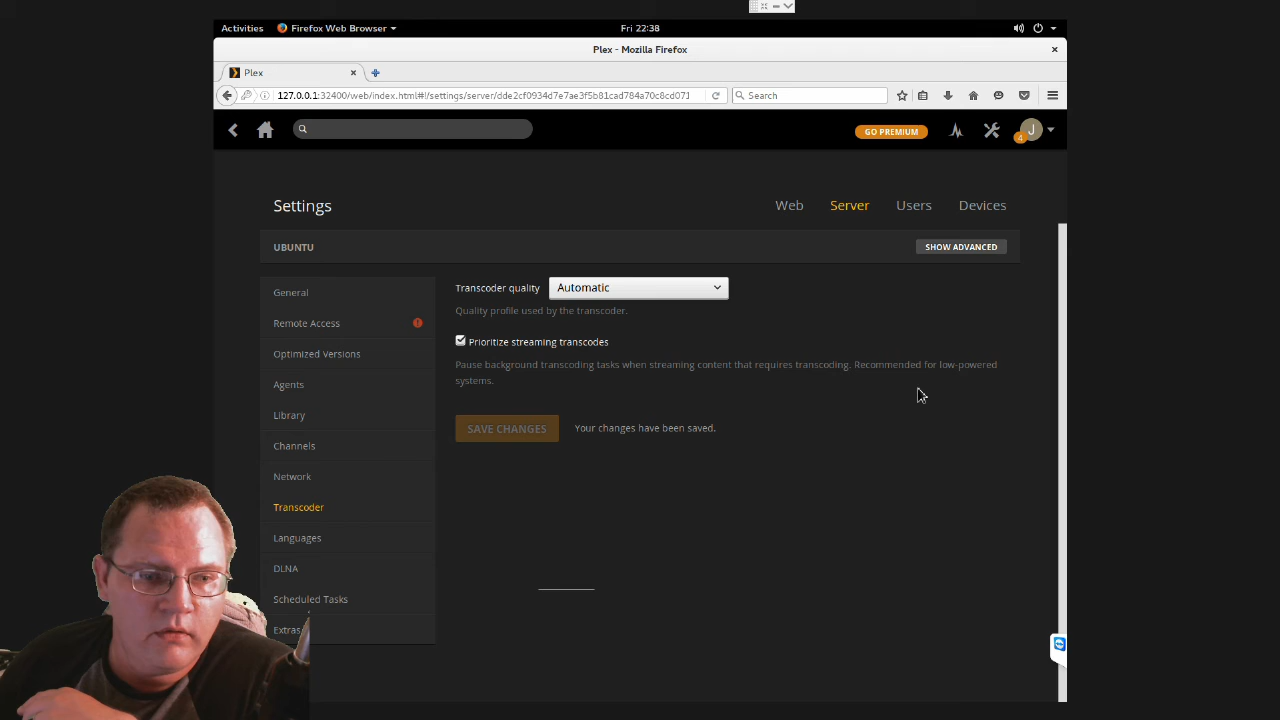 Activities
Firefox Web Browser
Fri 22:38
Plex - Mozilla Firefox
Plex
127.0.0.1:32400/web/index.html#!/settings/server/dde2cf0934d7e7ae3f5b81cad784a70c8cd071
Search
GO PREMIUM
4
J
Settings
Web
Server
Users
Devices
UBUNTU
SHOW ADVANCED
General
Remote Access
Optimized Versions
Agents
Library
Channels
Network
Transcoder
Languages
DLNA
Scheduled Tasks
Extras
Transcoder quality
Automatic
Quality profile used by the transcoder.
Prioritize streaming transcodes
Pause background transcoding tasks when streaming content that requires transcoding. Recommended for low-powered
systems.
SAVE CHANGES
Your changes have been saved.